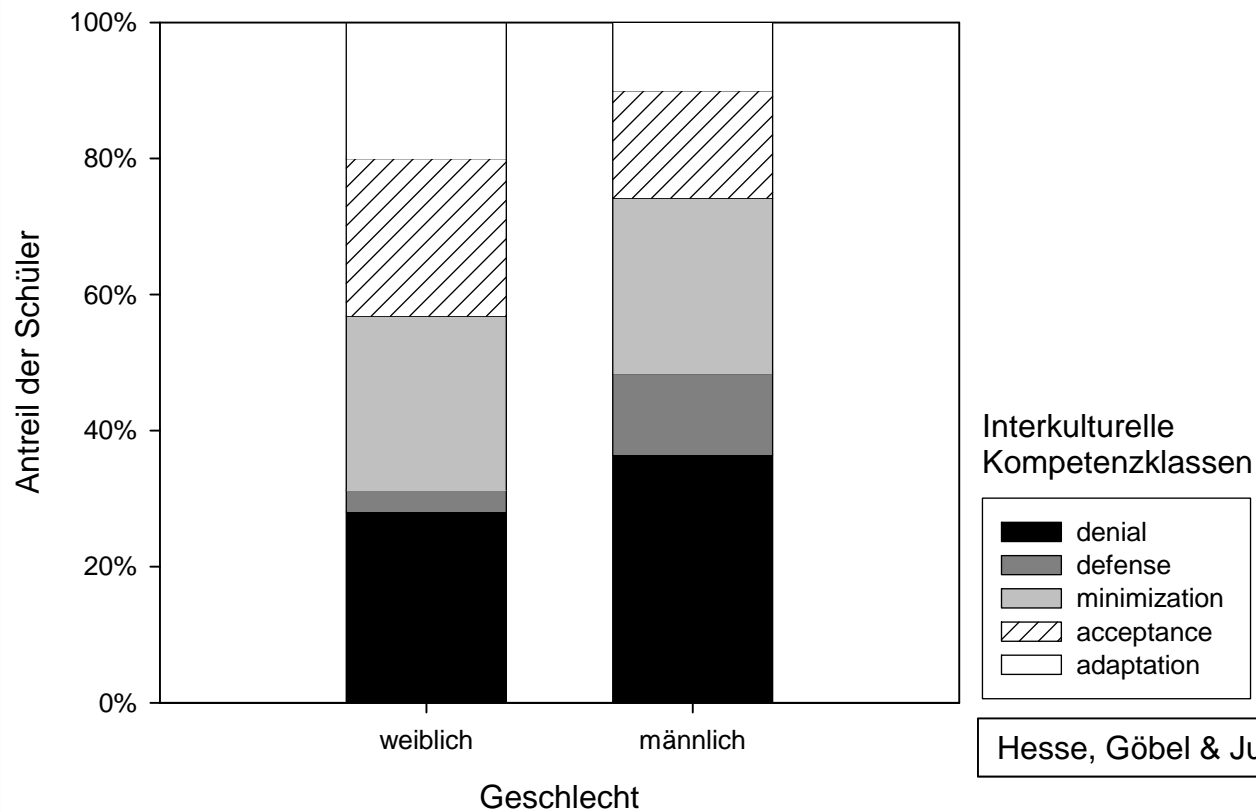 100%
80%
60%
40%
20%
0%
Antreil der Schüler
weiblich
männlich
Geschlecht
Interkulturelle
Kompetenzklassen
denial
defense
minimization
acceptance
adaptation
Hesse, Göbel & Ju